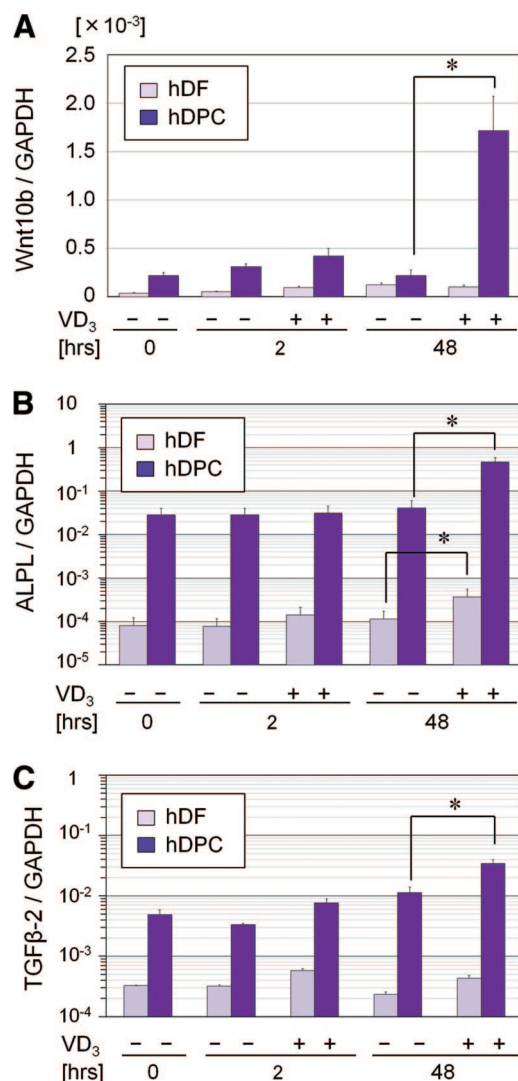 A
[×10⁻³]
Wnt10b / GAPDH
2.5
2.0
1.5
1.0
0.5
0
hDF
hDPC
*
VD₃ − − − − + + − − + +
[hrs] 0 2 48
B
ALPL / GAPDH
10
1
10⁻¹
10⁻²
10⁻³
10⁻⁴
10⁻⁵
hDF
hDPC
*
*
VD₃ − − − − + + − − + +
[hrs] 0 2 48
C
TGFβ-2 / GAPDH
1
10⁻¹
10⁻²
10⁻³
10⁻⁴
hDF
hDPC
*
VD₃ − − − − + + − − + +
[hrs] 0 2 48